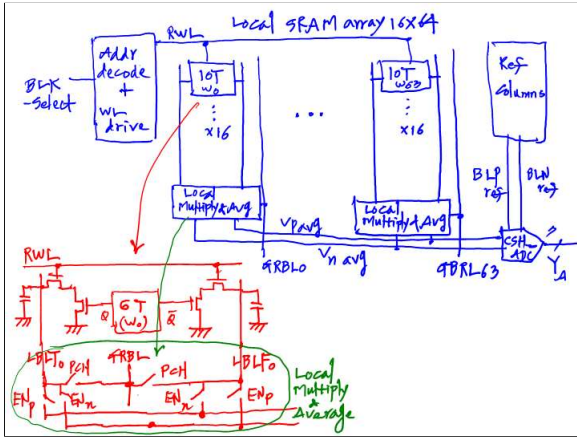 Local SRAM array 16x64
RWL
Addr
decode
+
WL
drive
BLK
-Select
10T
W0
x16
...
10T
W63
x16
Ref
Columns
BLP
ref
BLN
ref
Local
Multiply & Avg
Local
Multiply & Avg
Vp avg
Vn avg
CSH
ADC
YA
GRBL0
GBRL63
RWL
6T
(W0)
Q
Q̅
LBLT0
PCH
GRBL
PCH
LBLF0
ENp
ENn
ENn
ENp
Local
Multiply
&
Average